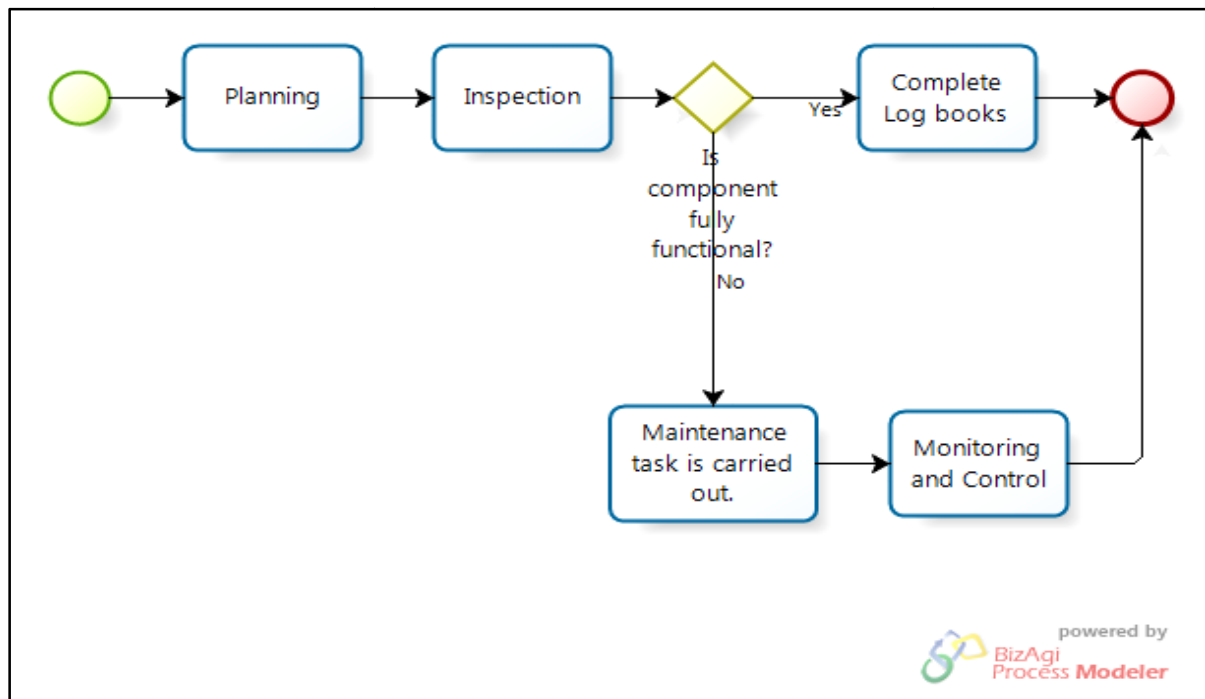 Planning
Inspection
Yes
Complete
Log books
Is
component
fully
functional?
No
Maintenance
task is carried
out.
Monitoring
and Control
powered by
BizAgi
Process Modeler